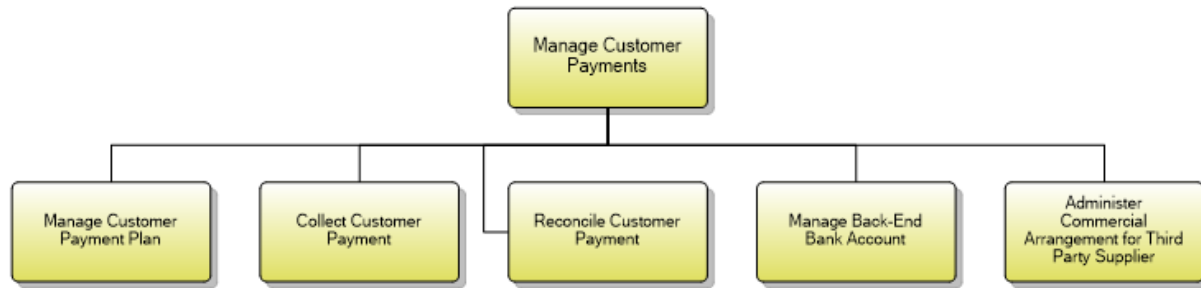 Manage Customer
Payments
Manage Customer
Payment Plan
Collect Customer
Payment
Reconcile Customer
Payment
Manage Back-End
Bank Account
Administer
Commercial
Arrangement for Third
Party Supplier